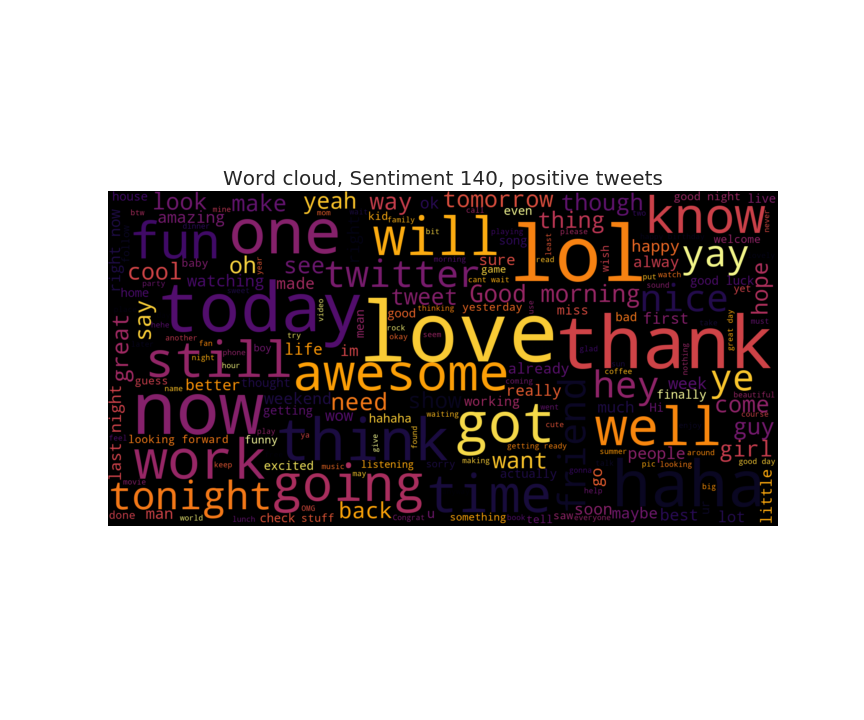 Word cloud, Sentiment 140, positive tweets
house look make yeah way ok tomorrow though good night live
btw amazing mine mom kid family even thing know never
right now fun one will bit song lol please welcome
cool baby oh year see twitter sure game read least wish happy alway yay
party watching made cant wait put watch good luck hope
home today tweet Good morning sound nice yet
say video mean good thinking yesterday miss bad first great day must
hehe another rock okay seem love thank
great still fan try life im boy already glad nothing
night phone hour awesome coming coffee hey week ye
guess name better thought need really finally beautiful
now weekend getting wow show working much Hi come course
last night play hahaha waiting got cute friend well guy
looking forward funny ya give found think getting ready summer people around girl
feel work keep excited music listening sorry making want actually gonna pic looking good day
movie may going time go help haha big little
tonight OMG back soon maybe best lot
done man world lunch check stuff Congrat u something took tell saw everyone